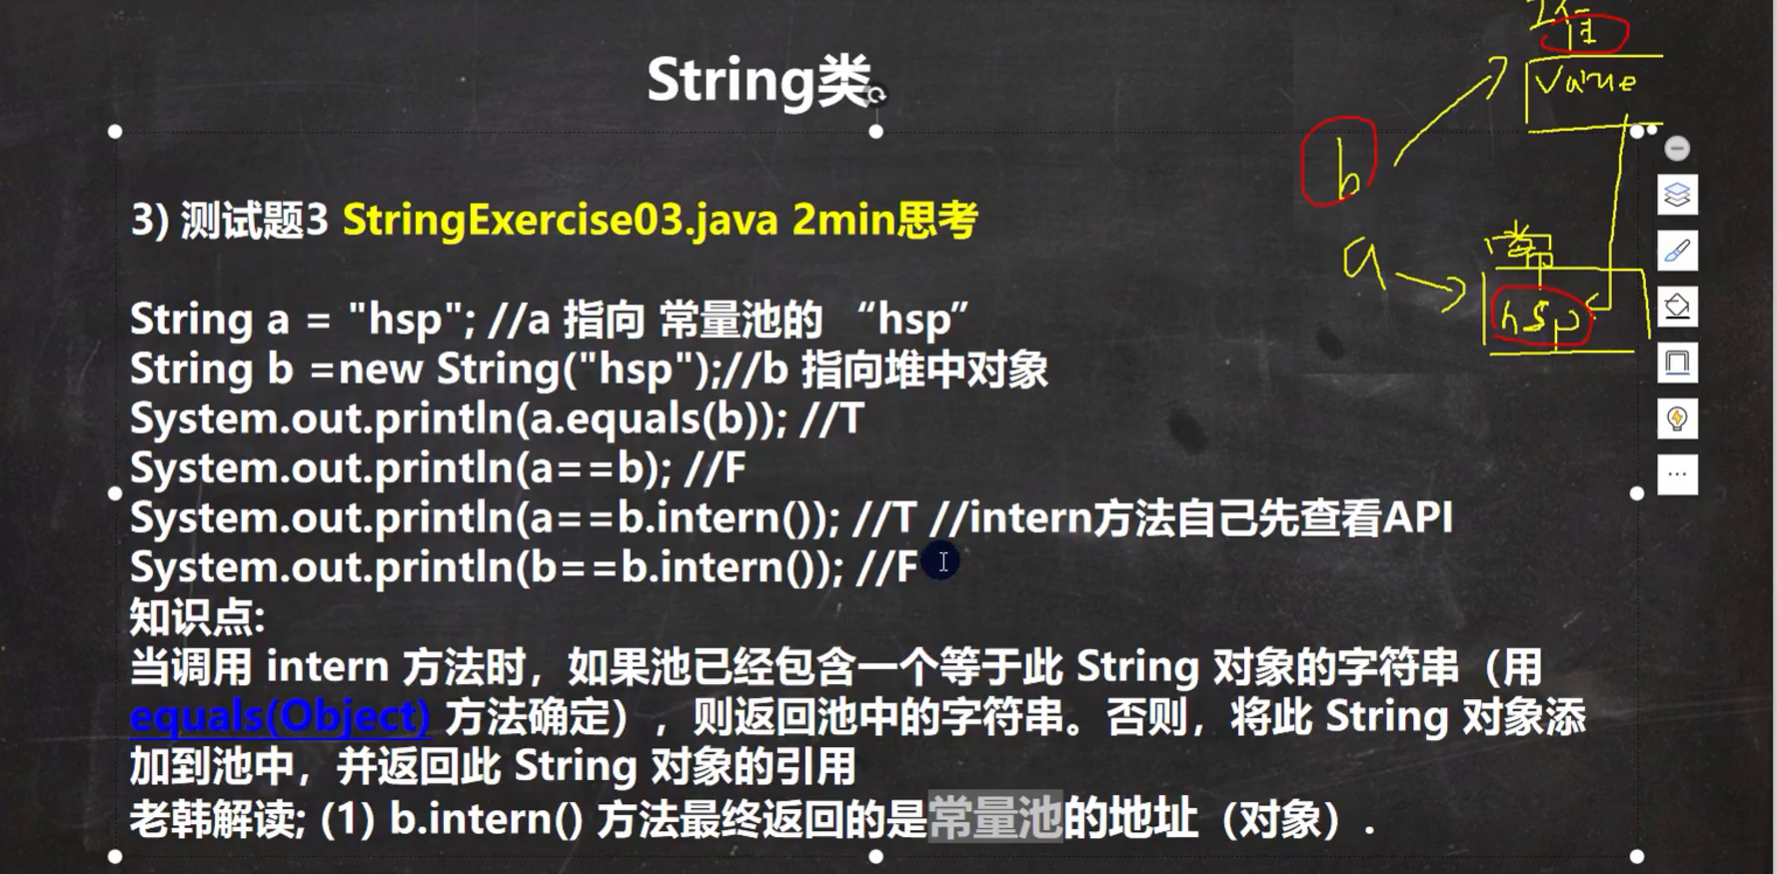 String类
3) 测试题3 StringExercise03.java 2min思考
String a = "hsp"; //a 指向 常量池的 “hsp”
String b =new String("hsp");//b 指向堆中对象
System.out.println(a.equals(b)); //T
System.out.println(a==b); //F
System.out.println(a==b.intern()); //T //intern方法自己先查看API
System.out.println(b==b.intern()); //F
知识点:
当调用 intern 方法时，如果池已经包含一个等于此 String 对象的字符串（用
equals(Object) 方法确定），则返回池中的字符串。否则，将此 String 对象添
加到池中，并返回此 String 对象的引用
老韩解读; (1) b.intern() 方法最终返回的是常量池的地址（对象）.
value
b
a
常
hsp